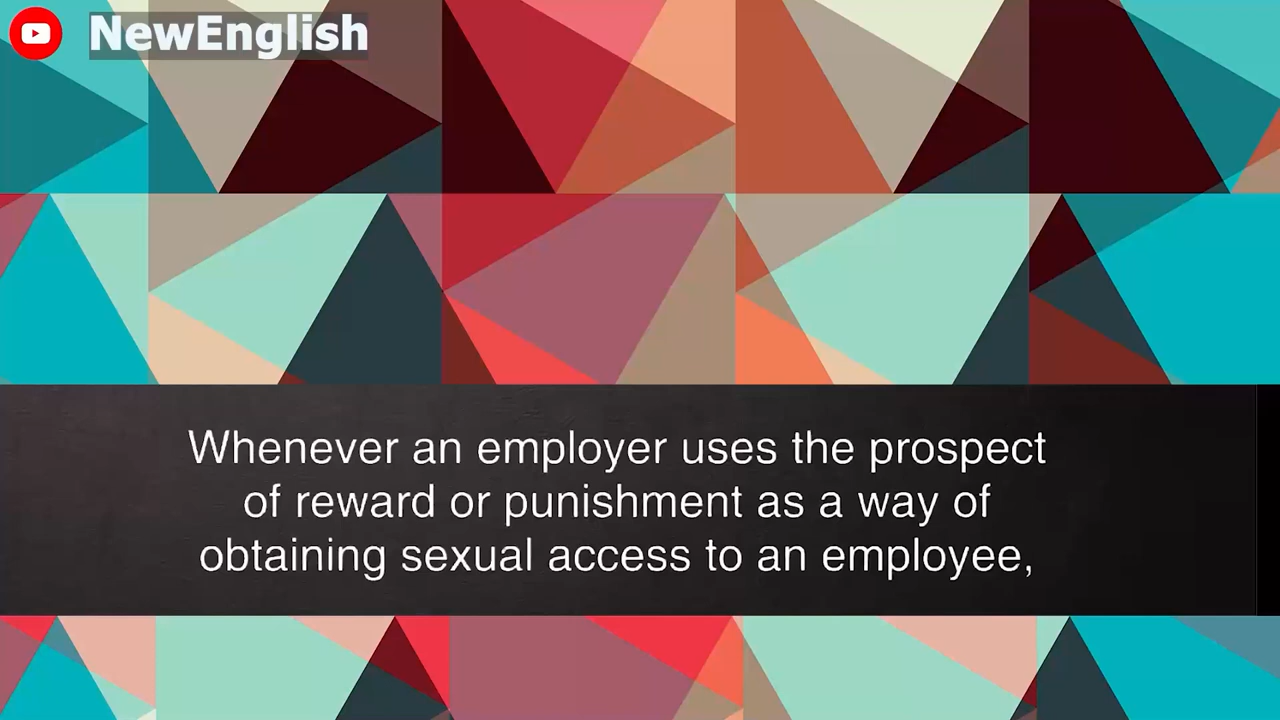 NewEnglish
Whenever an employer uses the prospect
of reward or punishment as a way of
obtaining sexual access to an employee,